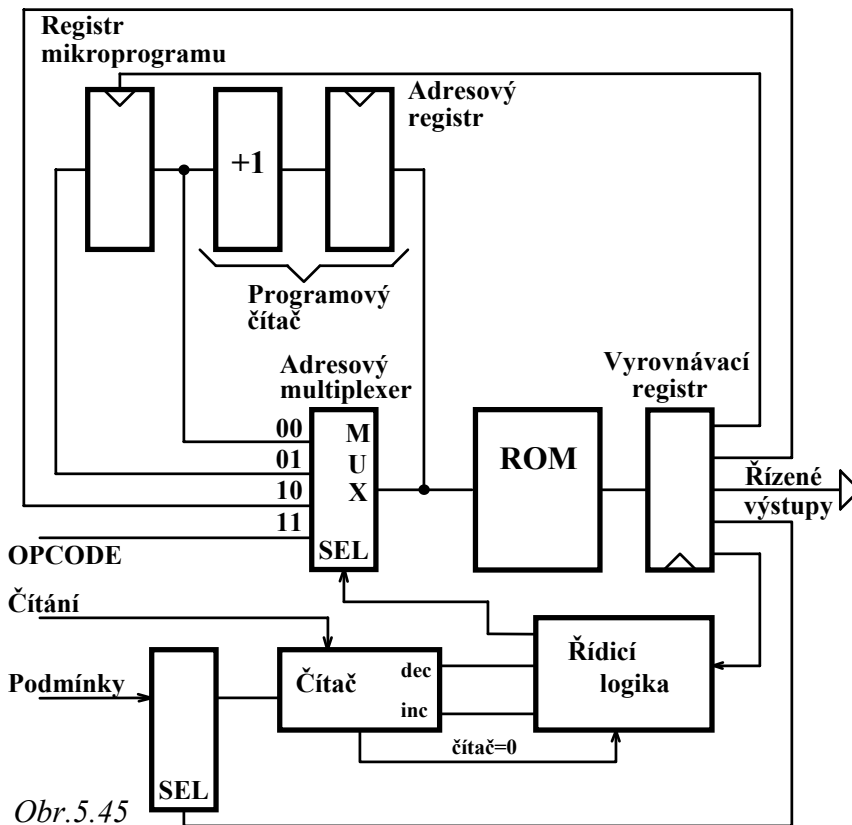 Registr
mikroprogramu
Adresový
registr
+1
Programový
čítač
Adresový
multiplexer
Vyrovnávací
registr
00
01
10
11
M
U
X
SEL
ROM
Řízené
výstupy
OPCODE
Čítání
Podmínky
SEL
Čítač
dec
inc
Řídicí
logika
čítač=0
Obr.5.45